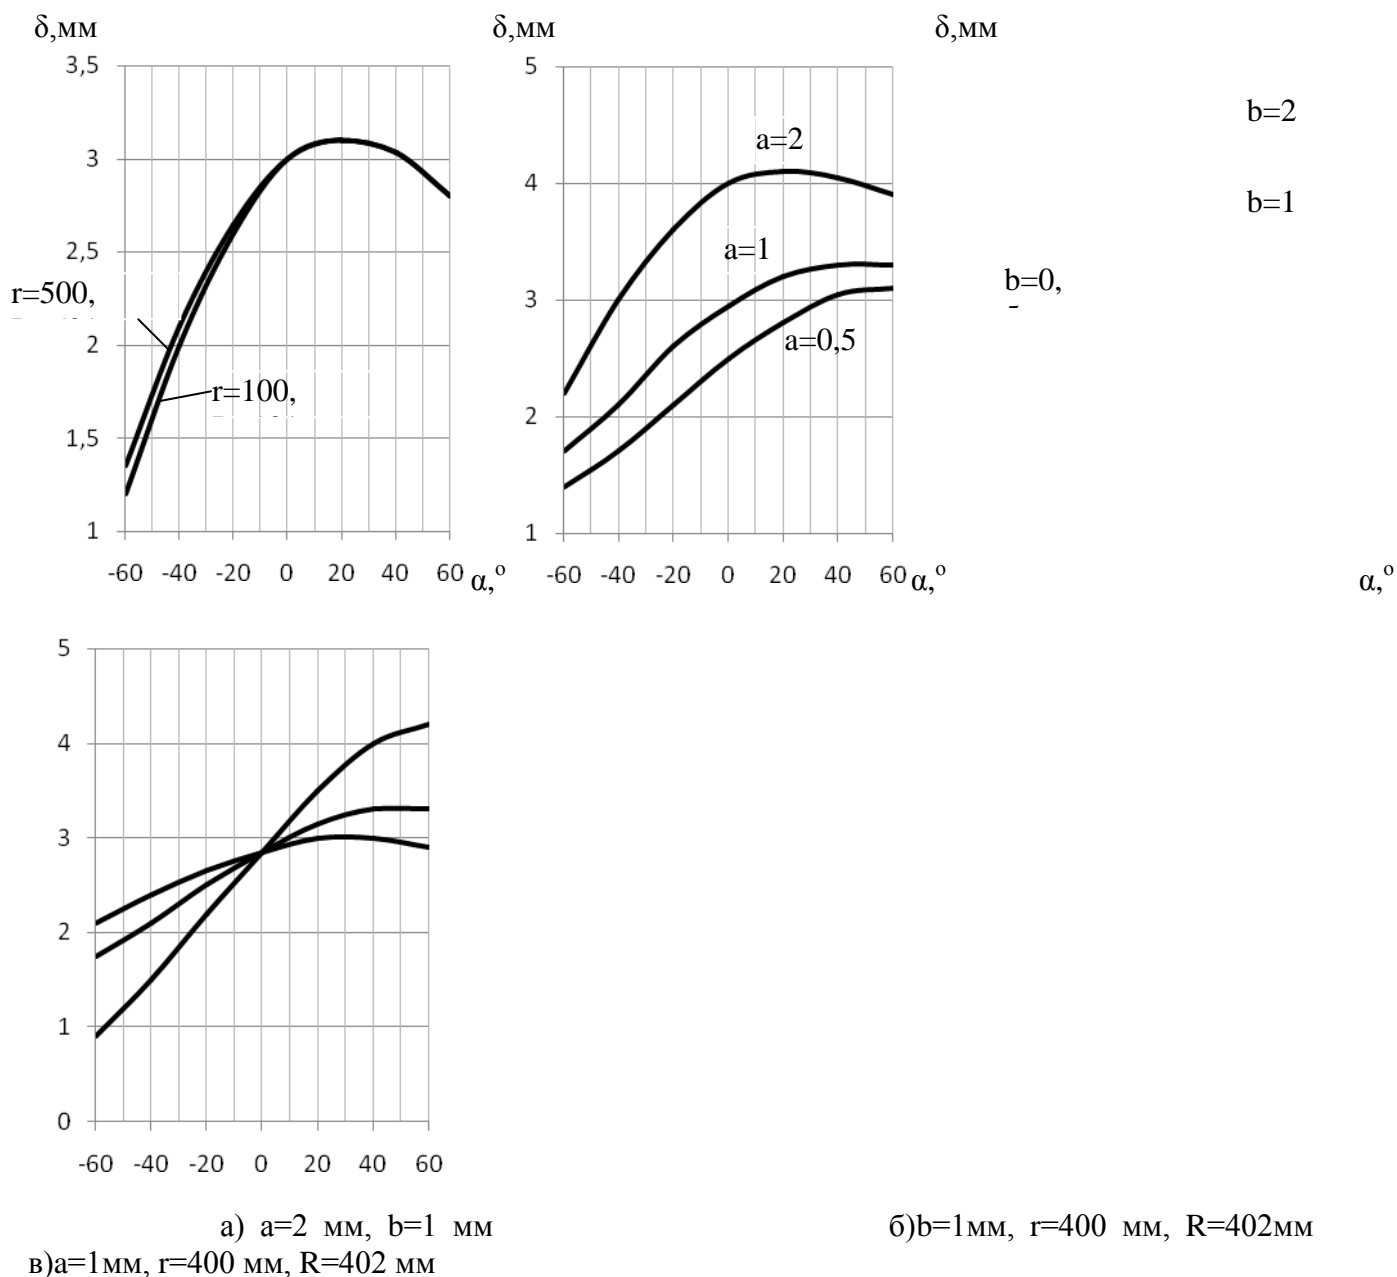 δ,мм δ,мм δ,мм
3,5
3
2,5
2
1,5
1
r=500,
r=100,
-60 -40 -20 0 20 40 60 α,º
5
4
3
2
1
a=2
a=1
a=0,5
-60 -40 -20 0 20 40 60 α,º
b=2
b=1
b=0,
α,º
5
4
3
2
1
0
-60 -40 -20 0 20 40 60
а) a=2 мм, b=1 мм б)b=1мм, r=400 мм, R=402мм
в)a=1мм, r=400 мм, R=402 мм